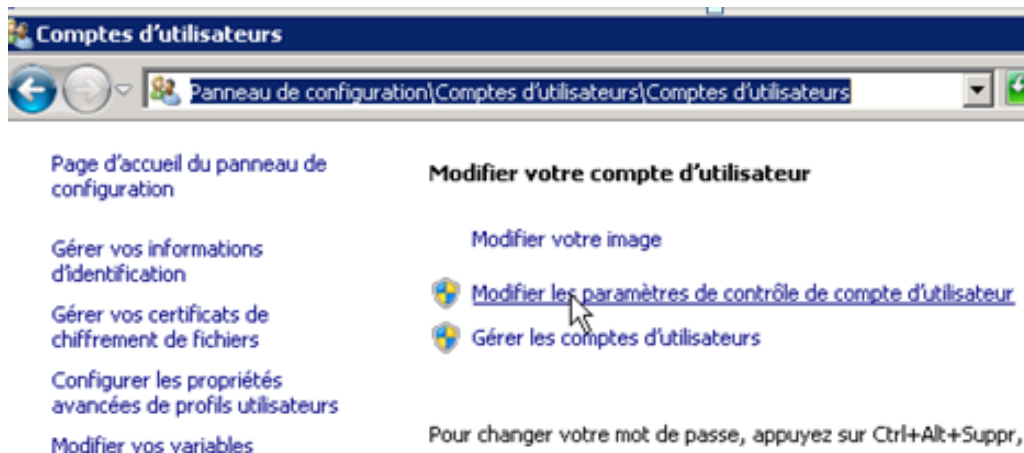 Comptes d'utilisateurs
Panneau de configuration\Comptes d'utilisateurs\Comptes d'utilisateurs
Page d'accueil du panneau de
configuration
Gérer vos informations
d'identification
Gérer vos certificats de
chiffrement de fichiers
Configurer les propriétés
avancées de profils utilisateurs
Modifier vos variables
Modifier votre compte d'utilisateur
Modifier votre image
Modifier les paramètres de contrôle de compte d'utilisateur
Gérer les comptes d'utilisateurs
Pour changer votre mot de passe, appuyez sur Ctrl+Alt+Suppr,